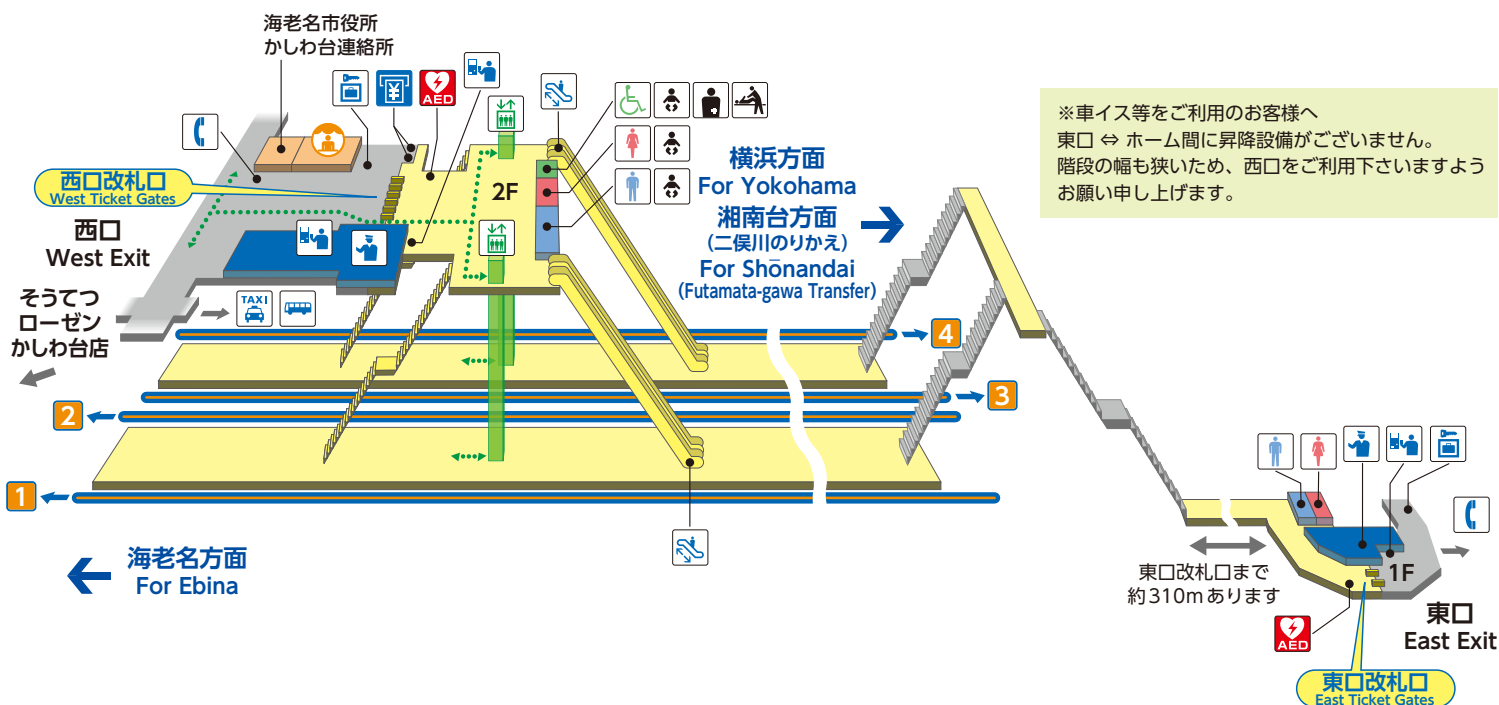 海老名市役所
かしわ台連絡所
AED
※車イス等をご利用のお客様へ
東口 ⇔ ホーム間に昇降設備がございません。
階段の幅も狭いため、西口をご利用下さいますよう
お願い申し上げます。
西口改札口
West Ticket Gates
2F
横浜方面
For Yokohama
湘南台方面
(二俣川のりかえ)
For Shōnandai
(Futamata-gawa Transfer)
西口
West Exit
そうてつ
ローゼン
かしわ台店
TAXI
4
3
2
1
海老名方面
For Ebina
東口改札口まで
約310mあります
1F
東口
East Exit
AED
東口改札口
East Ticket Gates